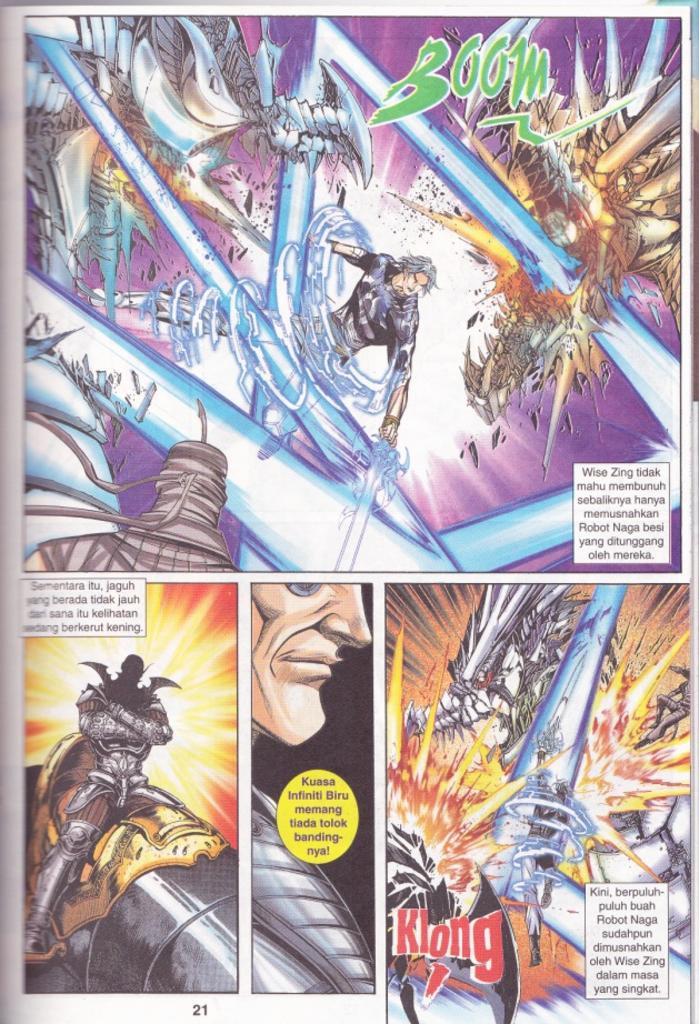 BOOM
Wise Zing tidak
mahu membunuh
sebaliknya hanya
memusnahkan
Robot Naga besi
yang ditunggang
oleh mereka.
Sementara itu, jaguh
yang berada tidak jauh
dari sana itu kelihatan
sedang berkerut kening.
Kuasa
Infiniti Biru
memang
tiada tolok
banding-
nya!
Klong
Kini, berpuluh-
puluh buah
Robot Naga
sudahpun
dimusnahkan
oleh Wise Zing
dalam masa
yang singkat.
21